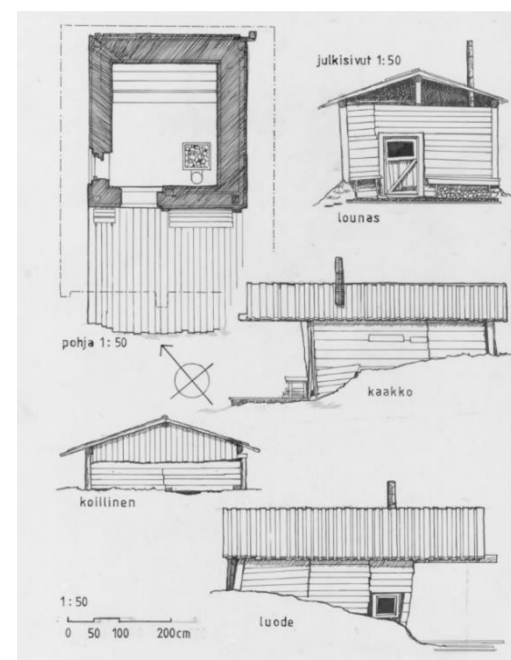 julkisivut 1:50
lounas
pohja 1:50
kaakko
koillinen
luode
1:50
0 50 100 200cm